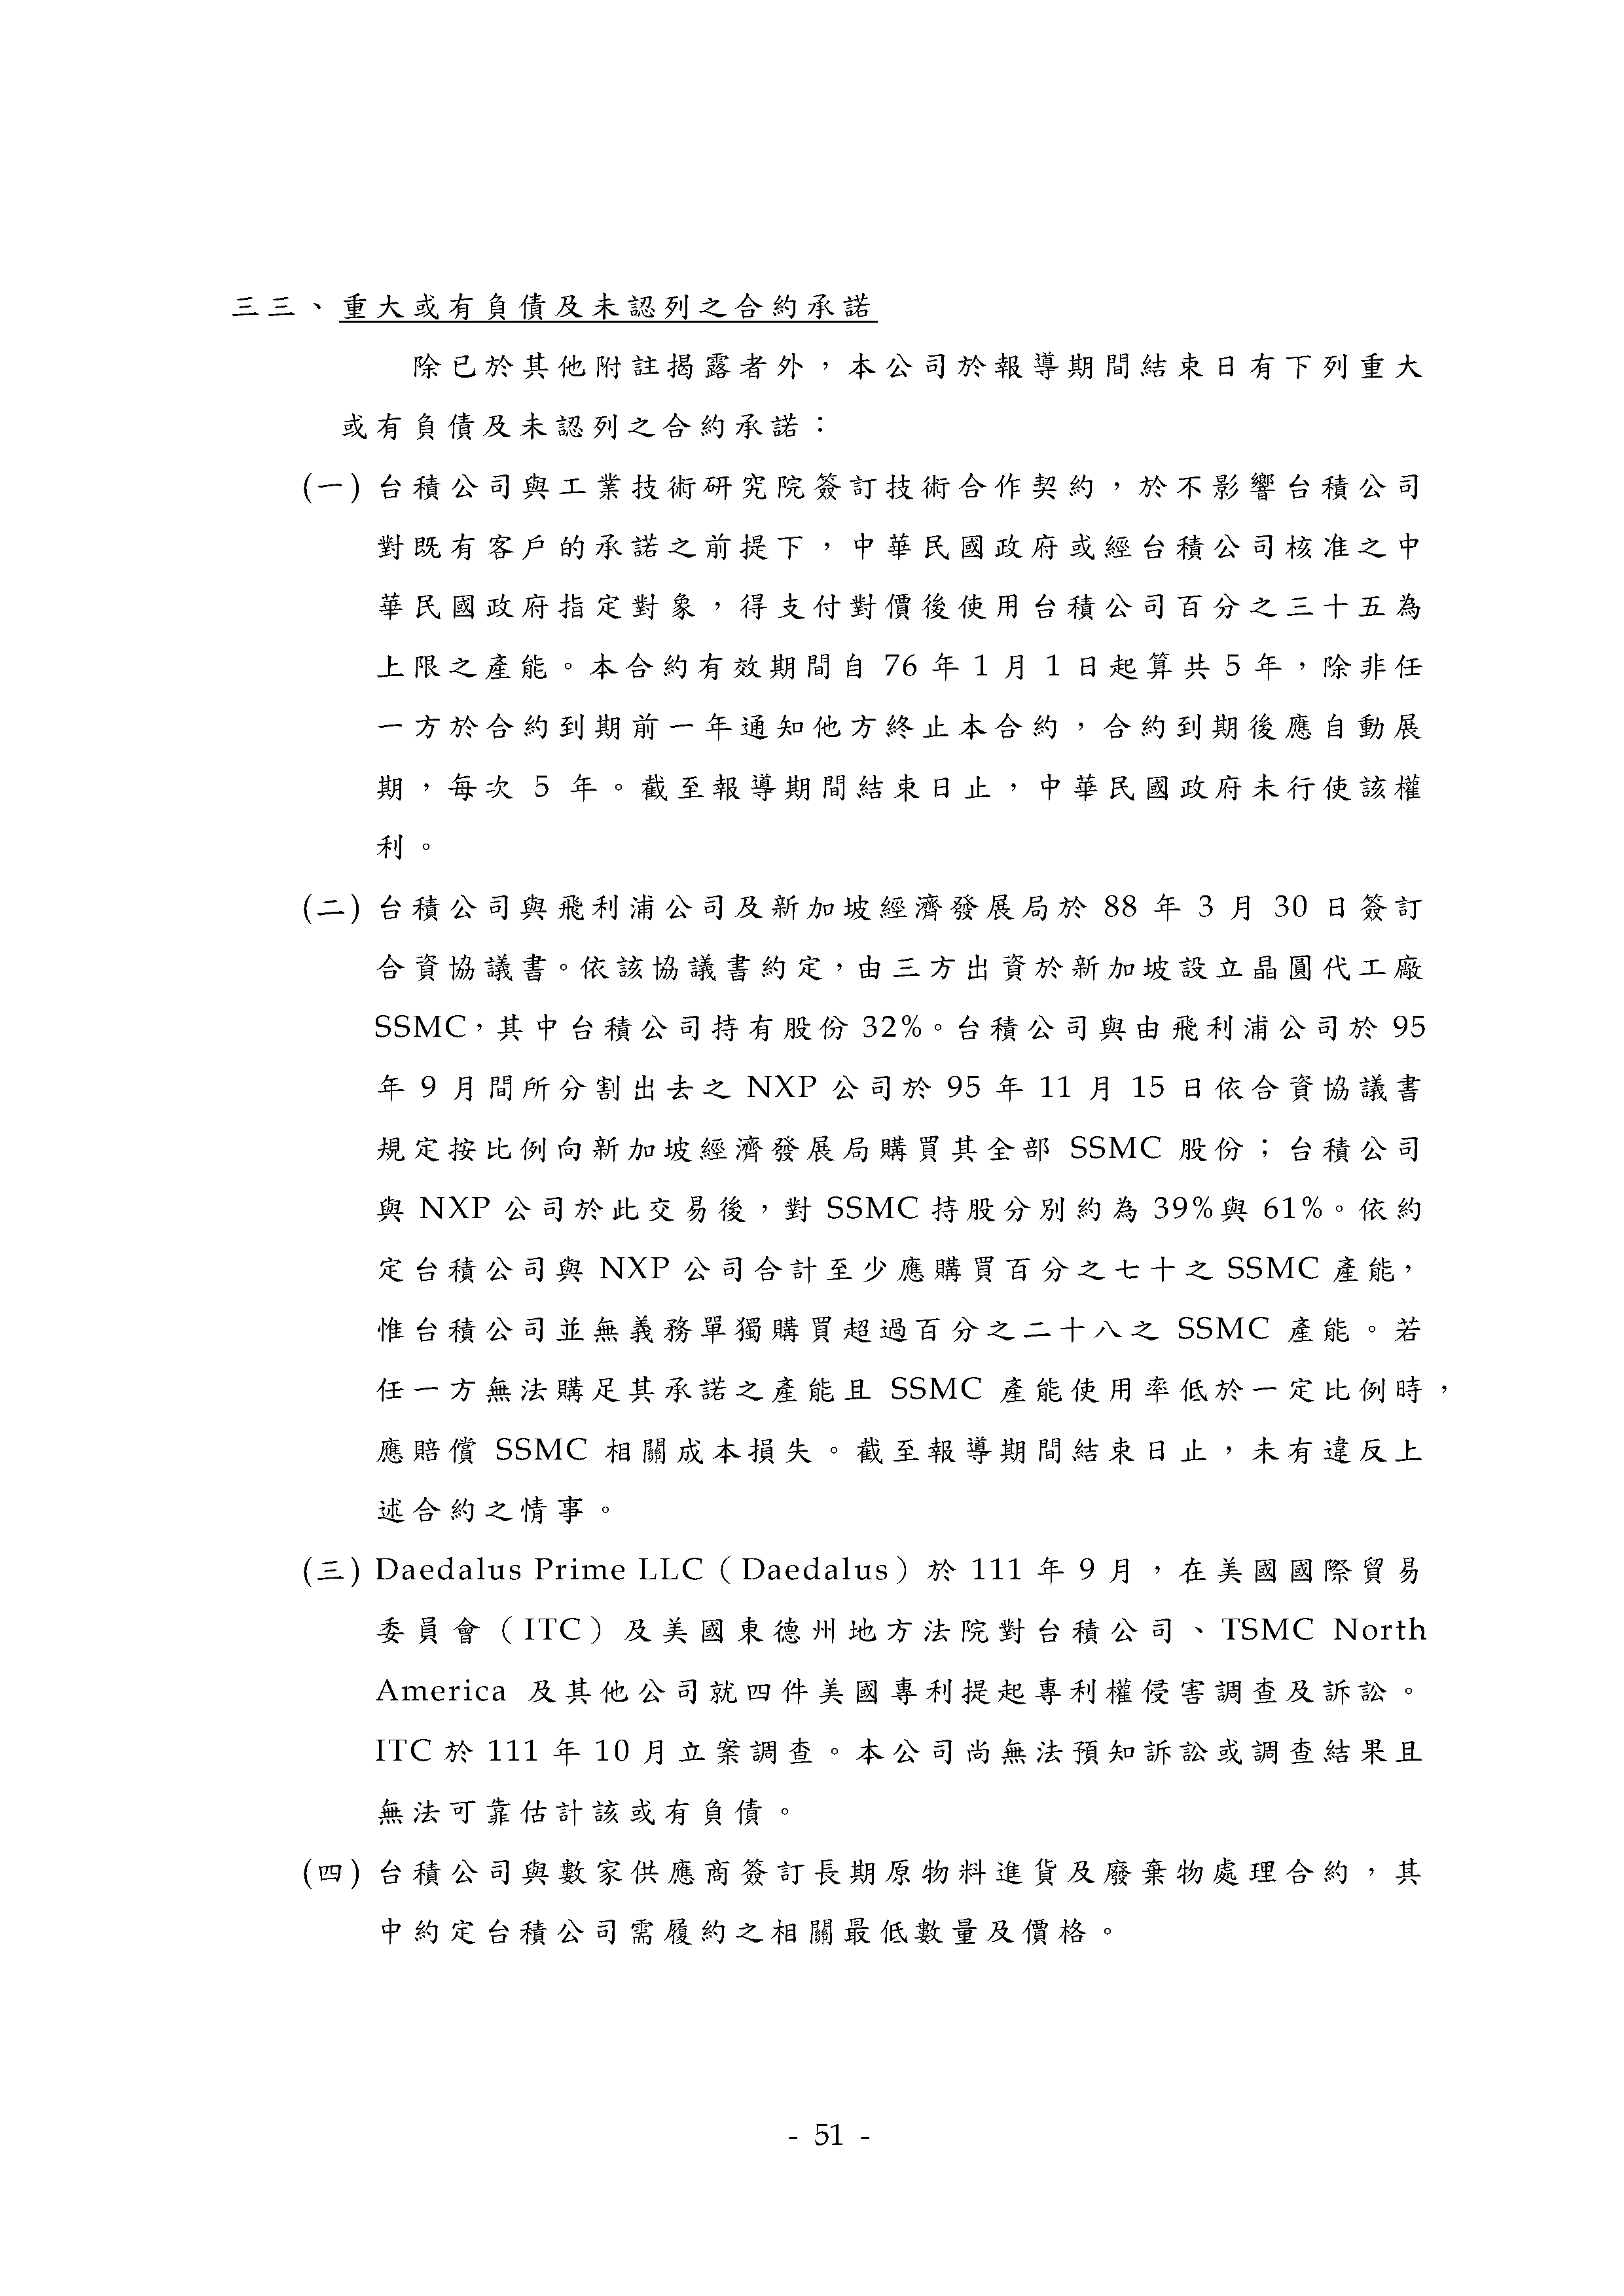 三三、重大或有負債及未認列之合約承諾
除已於其他附註揭露者外，本公司於報導期間結束日有下列重大
或有負債及未認列之合約承諾：
(一) 台積公司與工業技術研究院簽訂技術合作契約，於不影響台積公司
對既有客戶的承諾之前提下，中華民國政府或經台積公司核准之中
華民國政府指定對象，得支付對價後使用台積公司百分之三十五為
上限之產能。本合約有效期間自 76 年 1 月 1 日起算共 5 年，除非任
一方於合約到期前一年通知他方終止本合約，合約到期後應自動展
期，每次 5 年。截至報導期間結束日止，中華民國政府未行使該權
利。
(二) 台積公司與飛利浦公司及新加坡經濟發展局於 88 年 3 月 30 日簽訂
合資協議書。依該協議書約定，由三方出資於新加坡設立晶圓代工廠
SSMC，其中台積公司持有股份 32%。台積公司與由飛利浦公司於 95
年 9 月間所分割出去之 NXP 公司於 95 年 11 月 15 日依合資協議書
規定按比例向新加坡經濟發展局購買其全部 SSMC 股份；台積公司
與 NXP 公司於此交易後，對 SSMC 持股分別約為 39%與 61%。依約
定台積公司與 NXP 公司合計至少應購買百分之七十之 SSMC 產能，
惟台積公司並無義務單獨購買超過百分之二十八之 SSMC 產能。若
任一方無法購足其承諾之產能且 SSMC 產能使用率低於一定比例時，
應賠償 SSMC 相關成本損失。截至報導期間結束日止，未有違反上
述合約之情事。
(三) Daedalus Prime LLC（Daedalus）於 111 年 9 月，在美國國際貿易
委員會（ITC）及美國東德州地方法院對台積公司、TSMC North
America 及其他公司就四件美國專利提起專利權侵害調查及訴訟。
ITC 於 111 年 10 月立案調查。本公司尚無法預知訴訟或調查結果且
無法可靠估計該或有負債。
(四) 台積公司與數家供應商簽訂長期原物料進貨及廢棄物處理合約，其
中約定台積公司需履約之相關最低數量及價格。
- 51 -